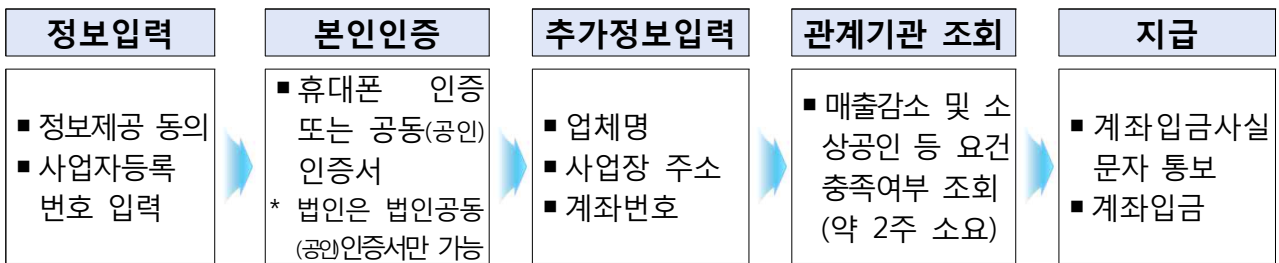 정보입력
■ 정보제공 동의
■ 사업자등록
번호 입력
본인인증
■ 휴대폰 인증
또는 공동(공인)
인증서
* 법인은 법인공동
(공인)인증서만 가능
추가정보입력
■ 업체명
■ 사업장 주소
■ 계좌번호
관계기관 조회
■ 매출감소 및 소
상공인 등 요건
충족여부 조회
(약 2주 소요)
지급
■ 계좌입금사실
문자 통보
■ 계좌입금